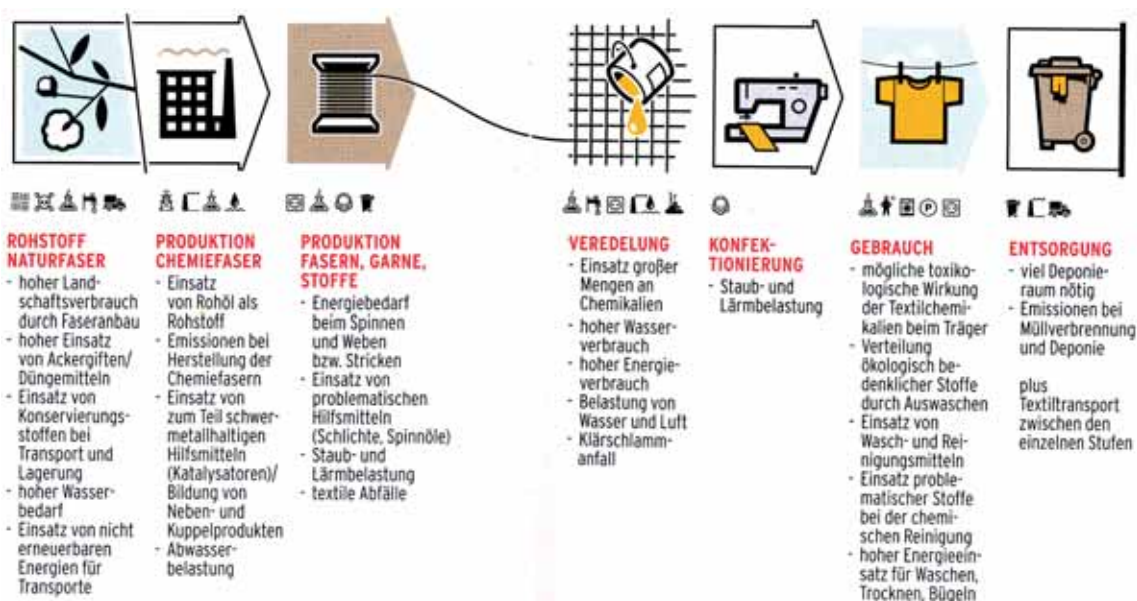 ROHSTOFF
NATURFASER
- hoher Land-
schaftsverbrauch
durch Faseranbau
- hoher Einsatz
von Ackergiften/
Düngemitteln
- Einsatz von
Konservierungs-
stoffen bei
Transport und
Lagerung
- hoher Wasser-
bedarf
- Einsatz von nicht
erneuerbaren
Energien für
Transporte
PRODUKTION
CHEMIEFASER
- Einsatz
von Rohöl als
Rohstoff
- Emissionen bei
Herstellung der
Chemiefasern
- Einsatz von
zum Teil schwer-
metallhaltigen
Hilfsmitteln
(Katalysatoren)/
Bildung von
Neben- und
Kuppelprodukten
- Abwasser-
belastung
PRODUKTION
FASERN, GARNE,
STOFFE
- Energiebedarf
beim Spinnen
und Weben
bzw. Stricken
- Einsatz von
problematischen
Hilfsmitteln
(Schlichte, Spinnöle)
- Staub- und
Lärmbelastung
- textile Abfälle
VEREDELUNG
- Einsatz großer
Mengen an
Chemikalien
- hoher Wasser-
verbrauch
- hoher Energie-
verbrauch
- Belastung von
Wasser und Luft
- Klärschlamm-
anfall
KONFEK-
TIONIERUNG
- Staub- und
Lärmbelastung
P
GEBRAUCH
- mögliche toxiko-
logische Wirkung
der Textilchemi-
kalien beim Träger
- Verteilung
ökologisch be-
denklicher Stoffe
durch Auswaschen
- Einsatz von
Wasch- und Rei-
nigungsmitteln
- Einsatz proble-
matischer Stoffe
bei der chemi-
schen Reinigung
- hoher Energieein-
satz für Waschen,
Trocknen, Bügeln
ENTSORGUNG
- viel Deponie-
raum nötig
- Emissionen bei
Müllverbrennung
und Deponie
plus
Textiltransport
zwischen den
einzelnen Stufen